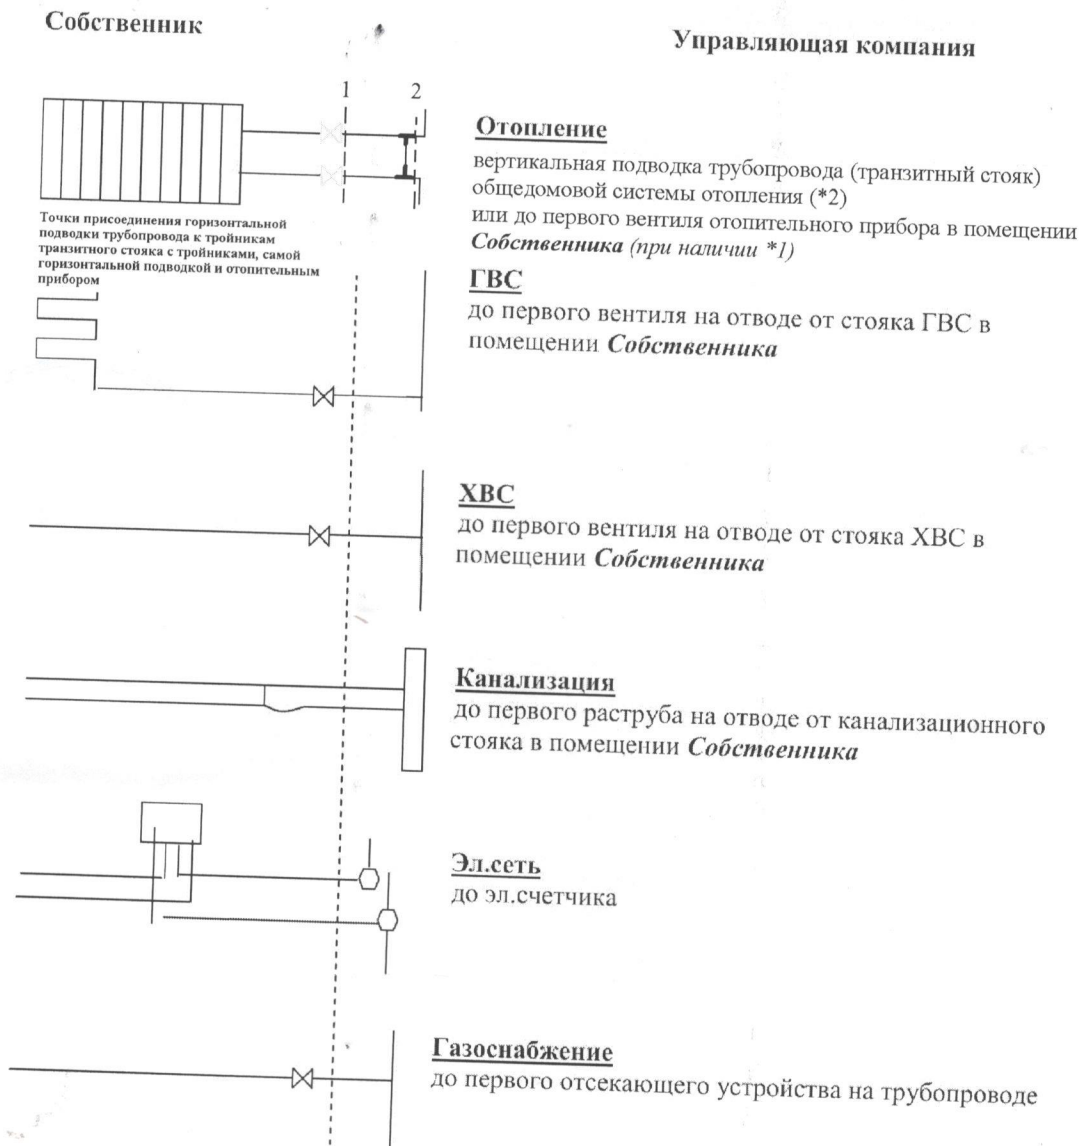 Собственник
Управляющая компания
1
2
Отопление
вертикальная подводка трубопровода (транзитный стояк)
общедомовой системы отопления (*2)
или до первого вентиля отопительного прибора в помещении
Собственника (при наличии *1)
Точки присоединения горизонтальной
подводки трубопровода к тройникам
транзитного стояка с тройниками, самой
горизонтальной подводкой и отопительным
прибором
ГВС
до первого вентиля на отводе от стояка ГВС в
помещении Собственника
ХВС
до первого вентиля на отводе от стояка ХВС в
помещении Собственника
Канализация
до первого раструба на отводе от канализационного
стояка в помещении Собственника
Эл.сеть
до эл.счетчика
Газоснабжение
до первого отсекающего устройства на трубопроводе